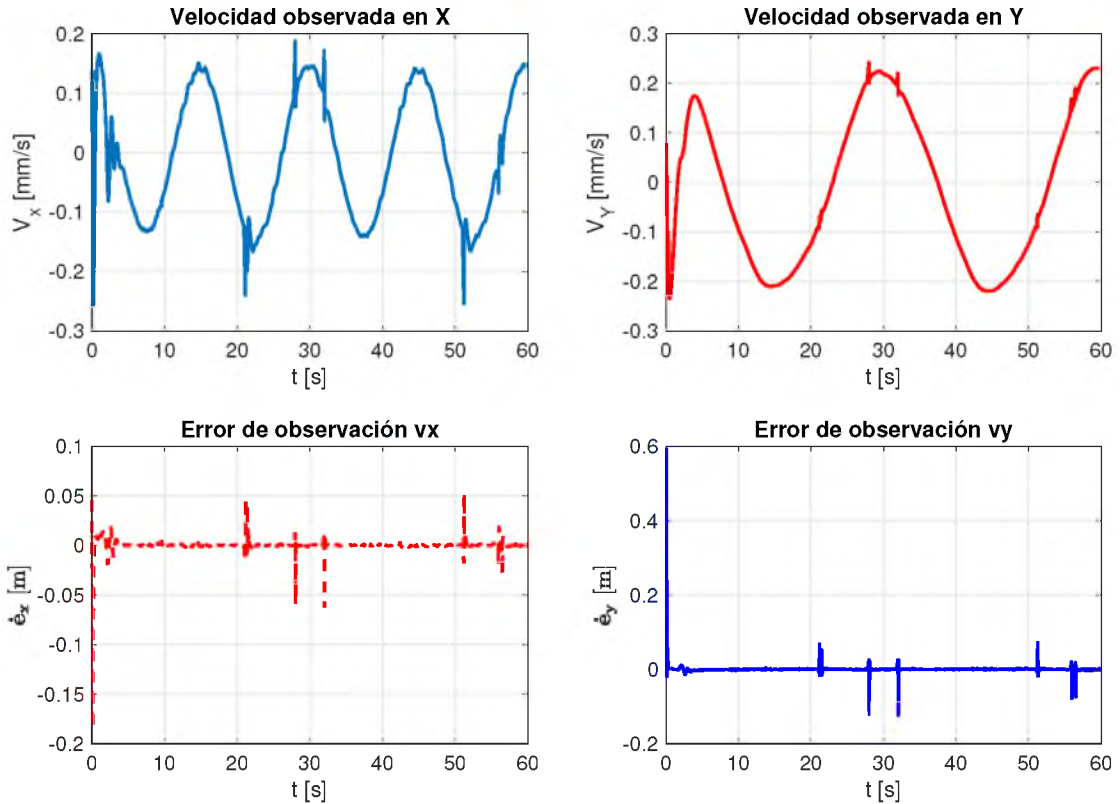 Velocidad observada en X
0.2
0.1
0
-0.1
-0.2
-0.3
V_X [mm/s]
0 10 20 30 40 50 60
t [s]
Velocidad observada en Y
0.3
0.2
0.1
0
-0.1
-0.2
-0.3
V_Y [mm/s]
0 10 20 30 40 50 60
t [s]
Error de observación vx
0.1
0.05
0
-0.05
-0.1
-0.15
-0.2
ė_x [m]
0 10 20 30 40 50 60
t [s]
Error de observación vy
0.6
0.4
0.2
0
-0.2
ė_y [m]
0 10 20 30 40 50 60
t [s]